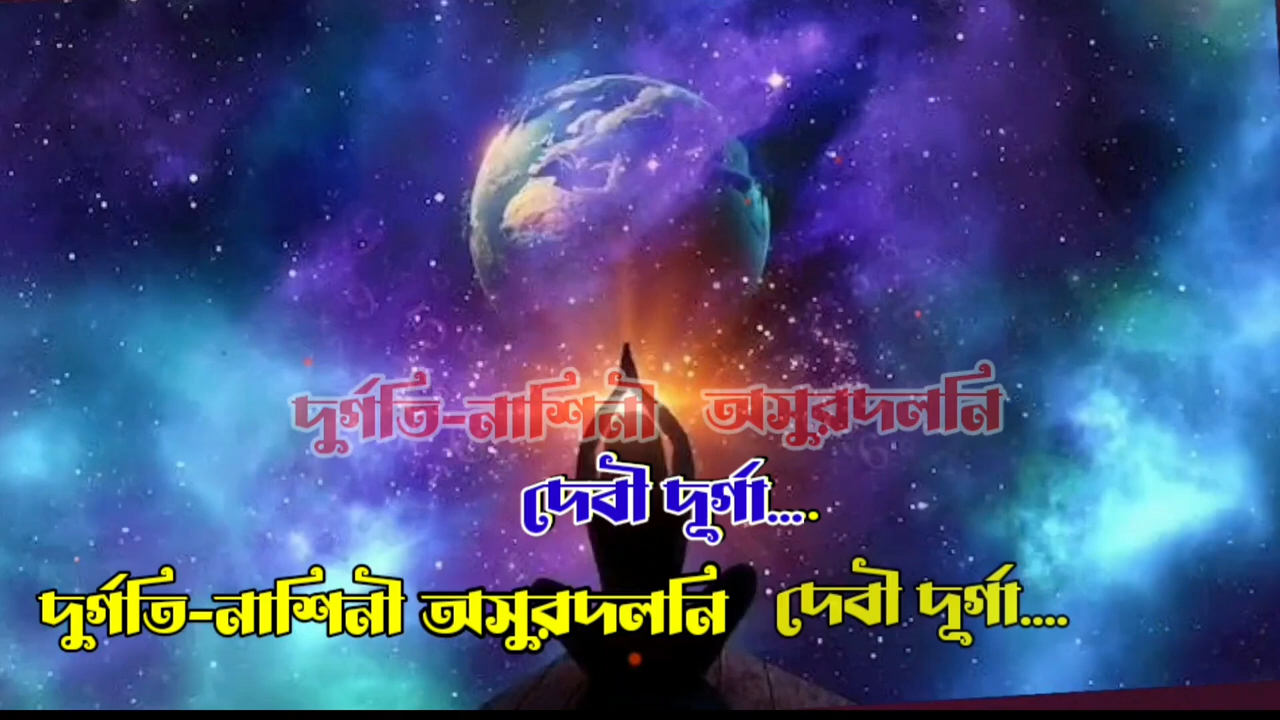 দুর্গতি-নাশিনী অসুরদলনি
দেবী দূর্গা....
দুর্গতি-নাশিনী অসুরদলনি দেবী দূর্গা....